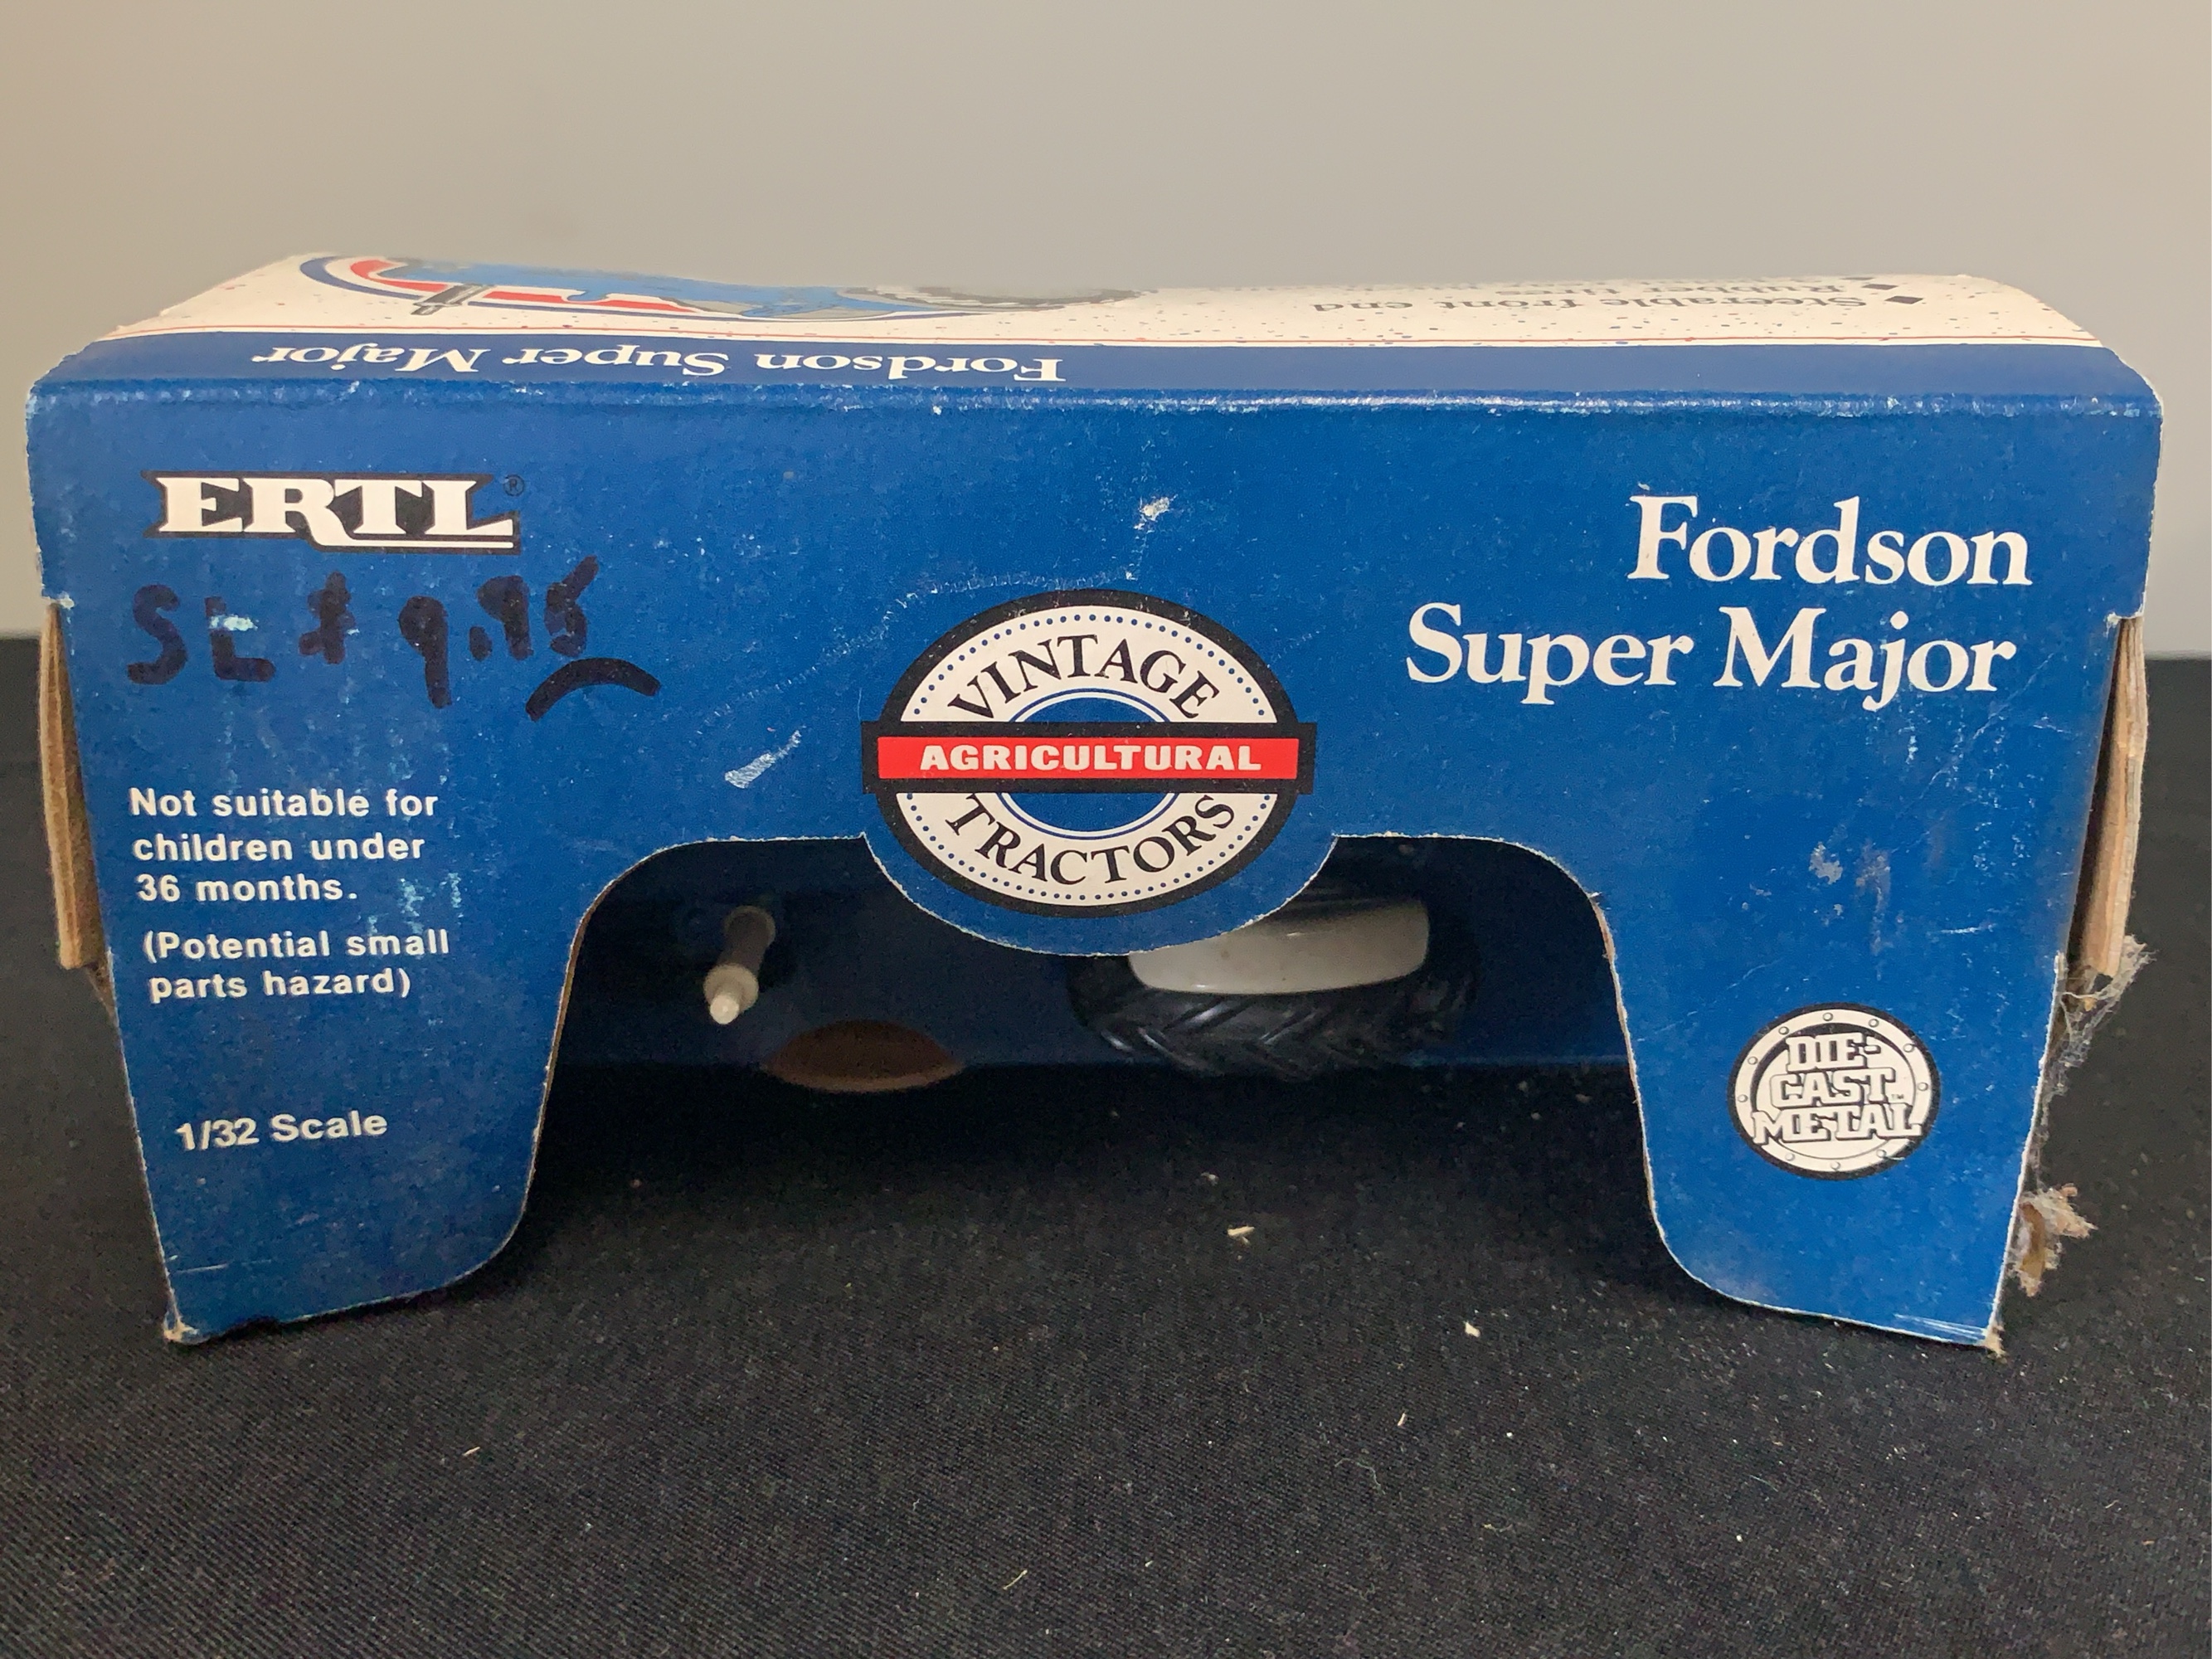 Steerable front end
Rubber tires
Fordson Super Major
ERTL®
SL $9.95
Fordson
Super Major
VINTAGE
AGRICULTURAL
TRACTORS
Not suitable for
children under
36 months.
(Potential small
parts hazard)
1/32 Scale
DIE-
CAST™
METAL